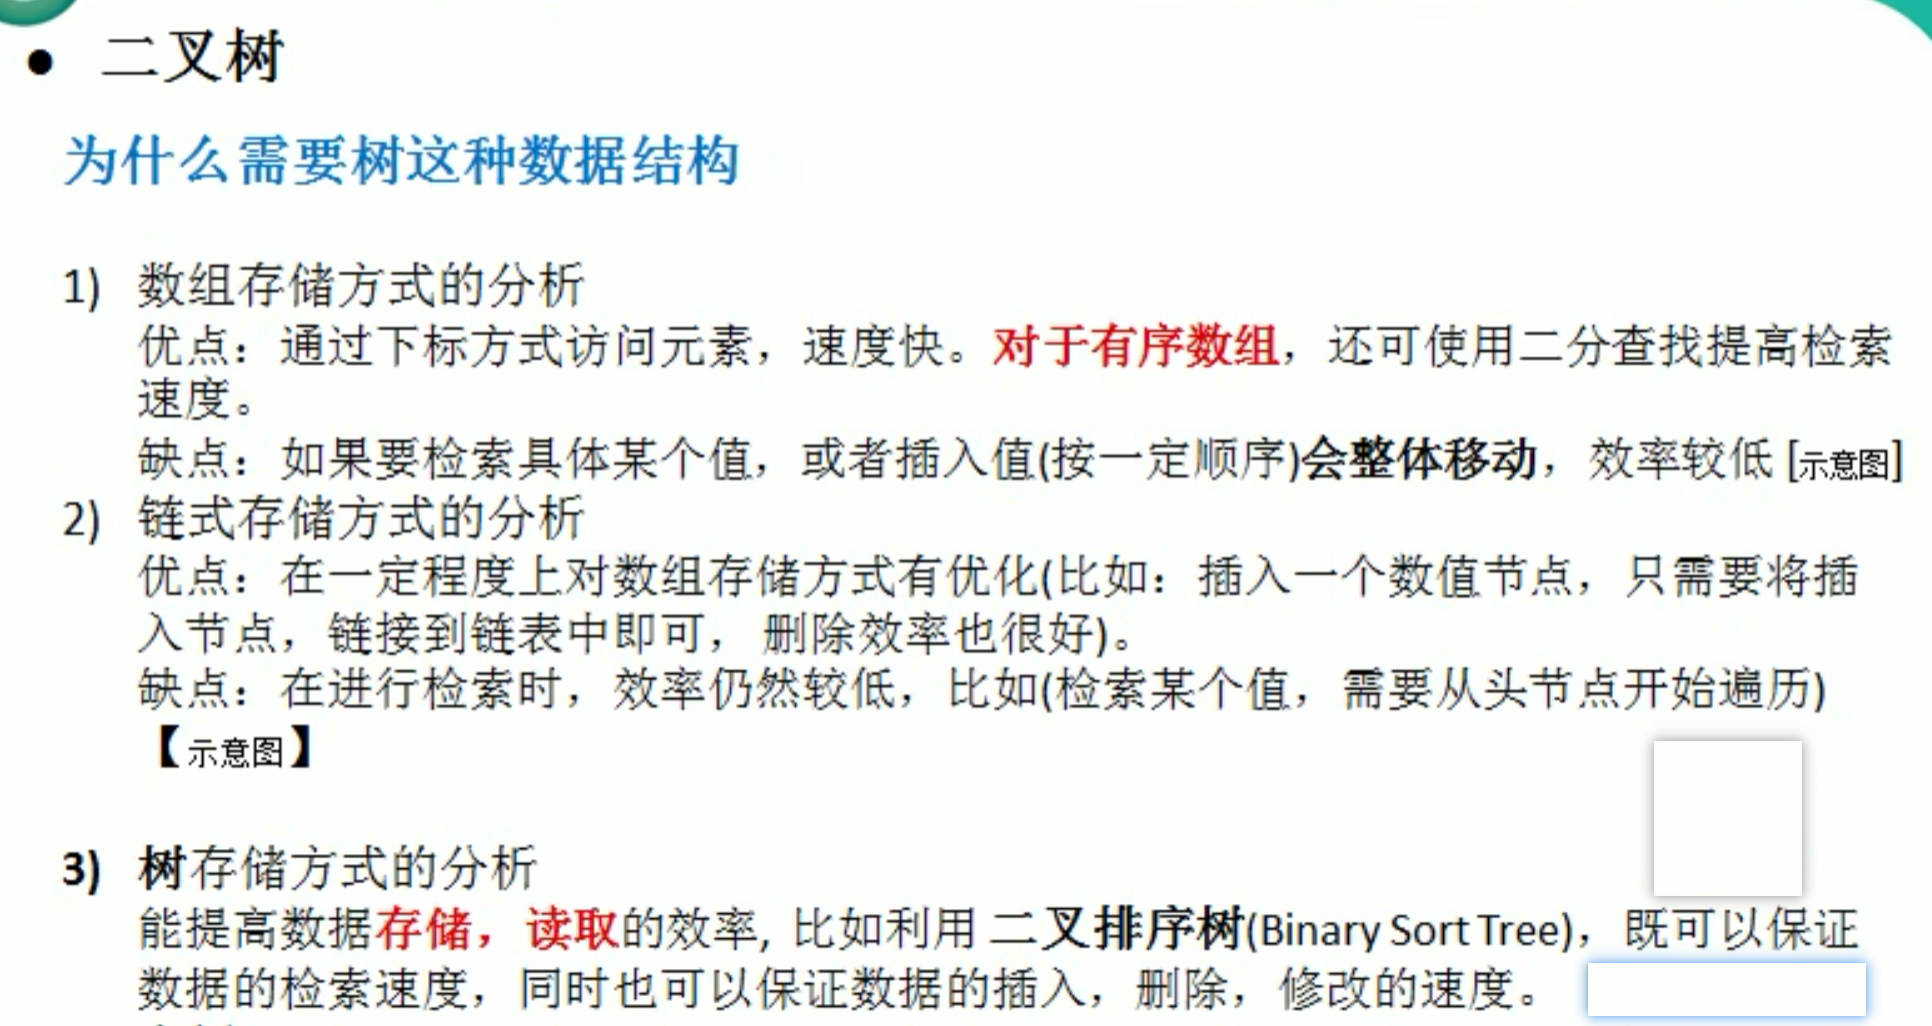 ● 二叉树
为什么需要树这种数据结构
1) 数组存储方式的分析
优点：通过下标方式访问元素，速度快。对于有序数组，还可使用二分查找提高检索
速度。
缺点：如果要检索具体某个值，或者插入值(按一定顺序)会整体移动，效率较低 [示意图]
2) 链式存储方式的分析
优点：在一定程度上对数组存储方式有优化(比如：插入一个数值节点，只需要将插
入节点，链接到链表中即可， 删除效率也很好)。
缺点：在进行检索时，效率仍然较低，比如(检索某个值，需要从头节点开始遍历)
【示意图】
3) 树存储方式的分析
能提高数据存储，读取的效率, 比如利用 二叉排序树(Binary Sort Tree)，既可以保证
数据的检索速度，同时也可以保证数据的插入，删除，修改的速度。